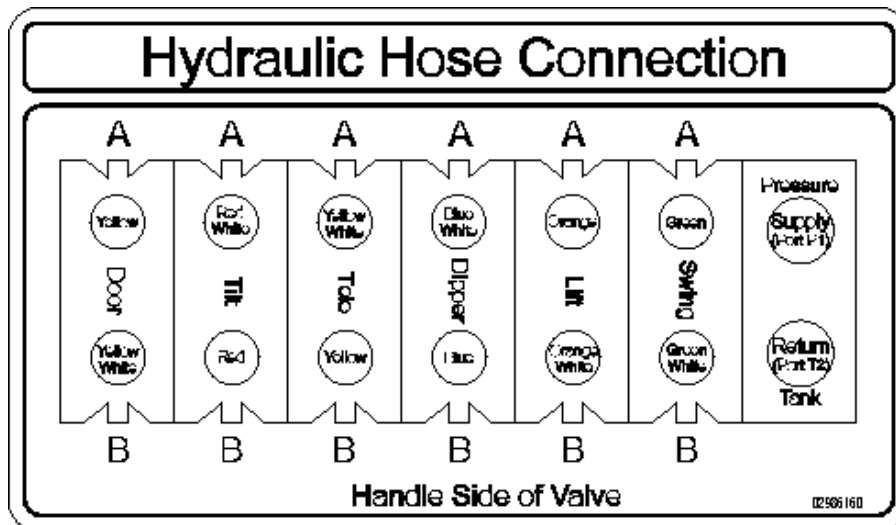 Hydraulic Hose Connection
A A A A A A
Pressure
Yellow
Red
White
Yellow
White
Blue
White
Orange
Green
Supply
(Port P1)
Door
Tilt
Dipper
Lift
Swing
Yellow
White
Red
Yellow
Blue
Orange
White
Green
White
Return
(Port T2)
Tank
B B B B B B
Handle Side of Valve
02986160